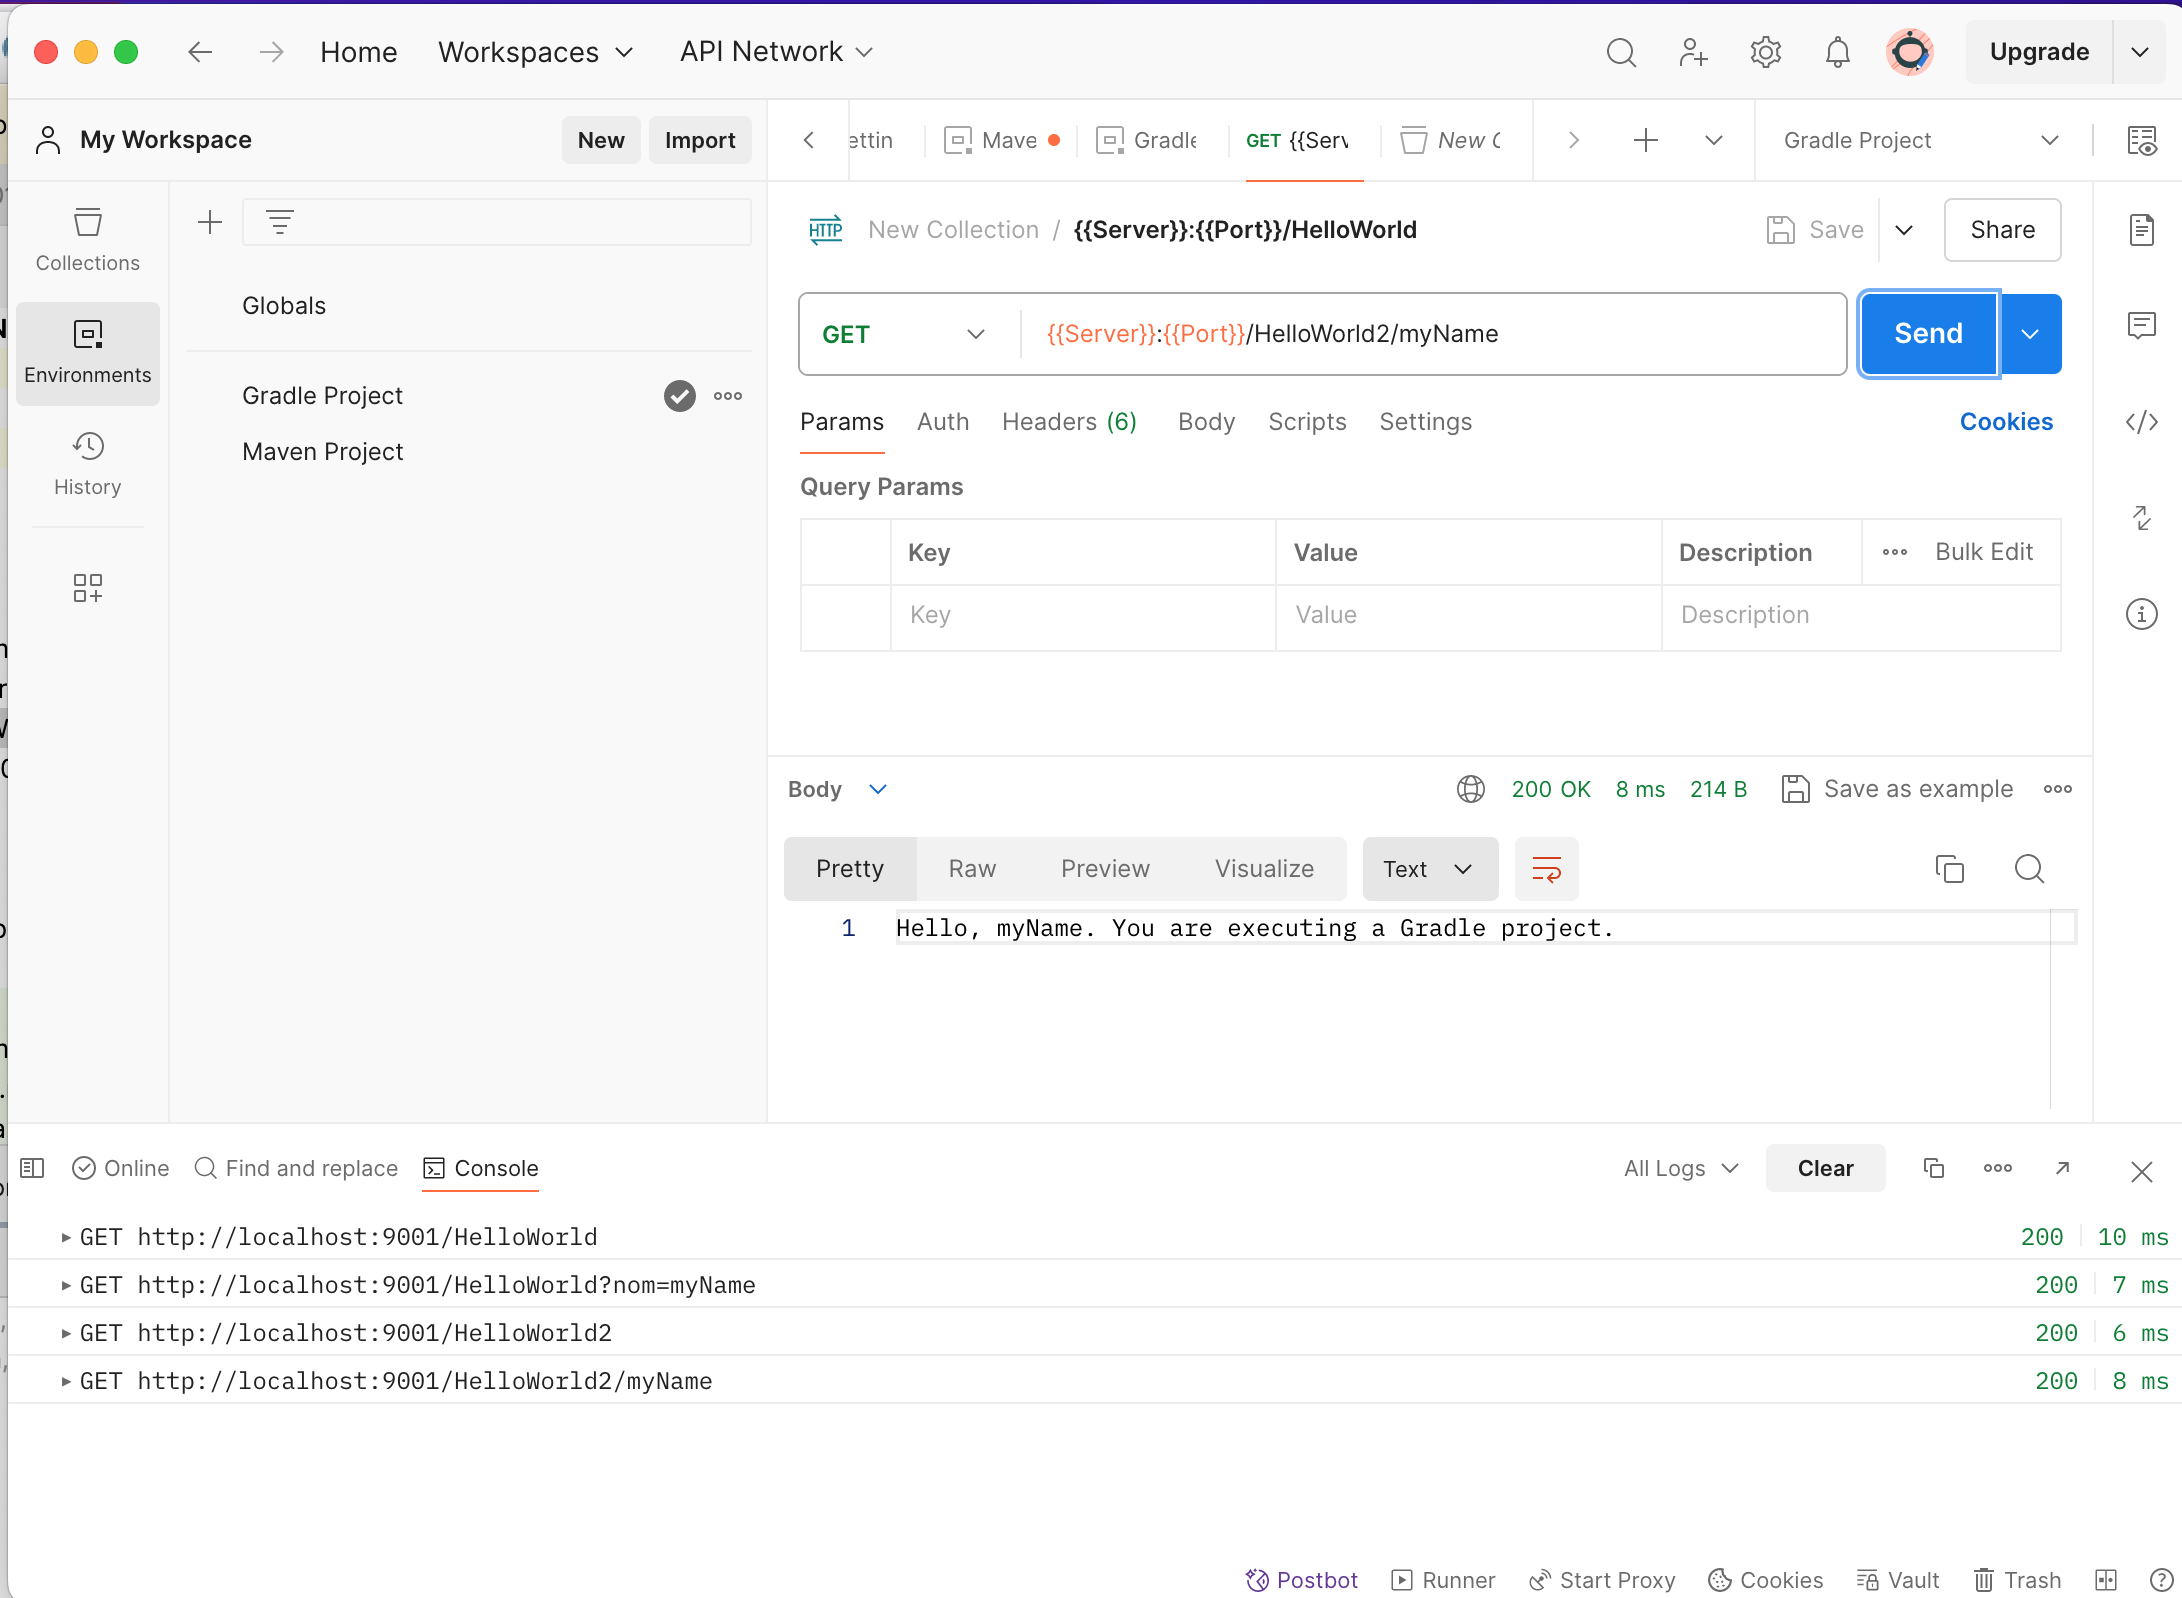 Home Workspaces API Network Upgrade
My Workspace New Import ettin Mave Gradle GET {{Serv New C Gradle Project
Collections
Environments
History
Globals
Gradle Project
Maven Project
HTTP New Collection / {{Server}}:{{Port}}/HelloWorld Save Share
GET {{Server}}:{{Port}}/HelloWorld2/myName Send
Params Auth Headers (6) Body Scripts Settings Cookies
Query Params
Key Value Description Bulk Edit
Key Value Description
Body 200 OK 8 ms 214 B Save as example
Pretty Raw Preview Visualize Text
1 Hello, myName. You are executing a Gradle project.
Online Find and replace Console All Logs Clear
GET http://localhost:9001/HelloWorld 200 10 ms
GET http://localhost:9001/HelloWorld?nom=myName 200 7 ms
GET http://localhost:9001/HelloWorld2 200 6 ms
GET http://localhost:9001/HelloWorld2/myName 200 8 ms
Postbot Runner Start Proxy Cookies Vault Trash